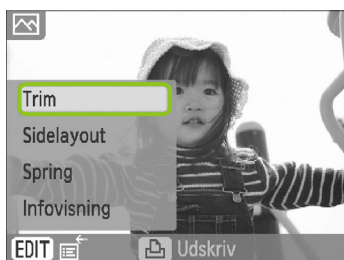 Trim
Sidelayout
Spring
Infovisning
EDIT Udskriv